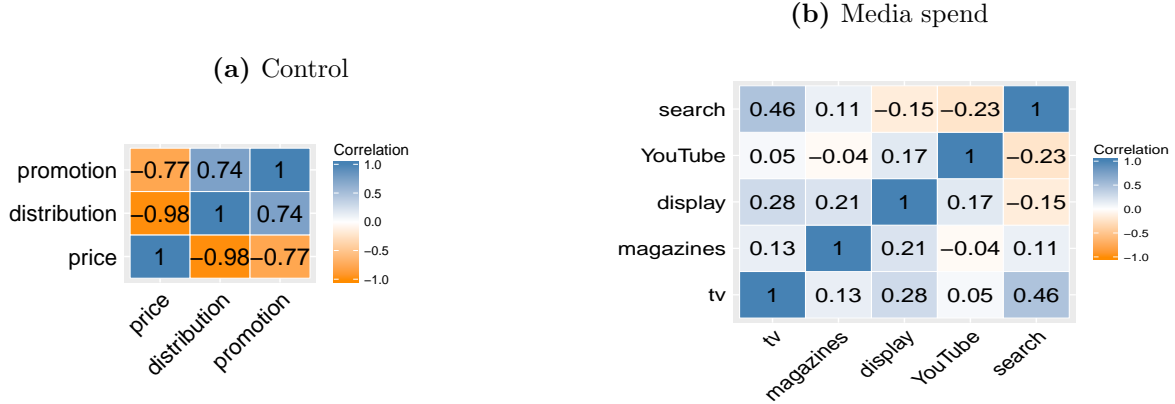 (b) Media spend
(a) Control
Correlation
1.0
0.5
0.0
−0.5
−1.0
promotion −0.77 0.74 1
distribution −0.98 1 0.74
price 1 −0.98 −0.77
price distribution promotion
Correlation
1.0
0.5
0.0
−0.5
−1.0
search 0.46 0.11 −0.15 −0.23 1
YouTube 0.05 −0.04 0.17 1 −0.23
display 0.28 0.21 1 0.17 −0.15
magazines 0.13 1 0.21 −0.04 0.11
tv 1 0.13 0.28 0.05 0.46
tv magazines display YouTube search